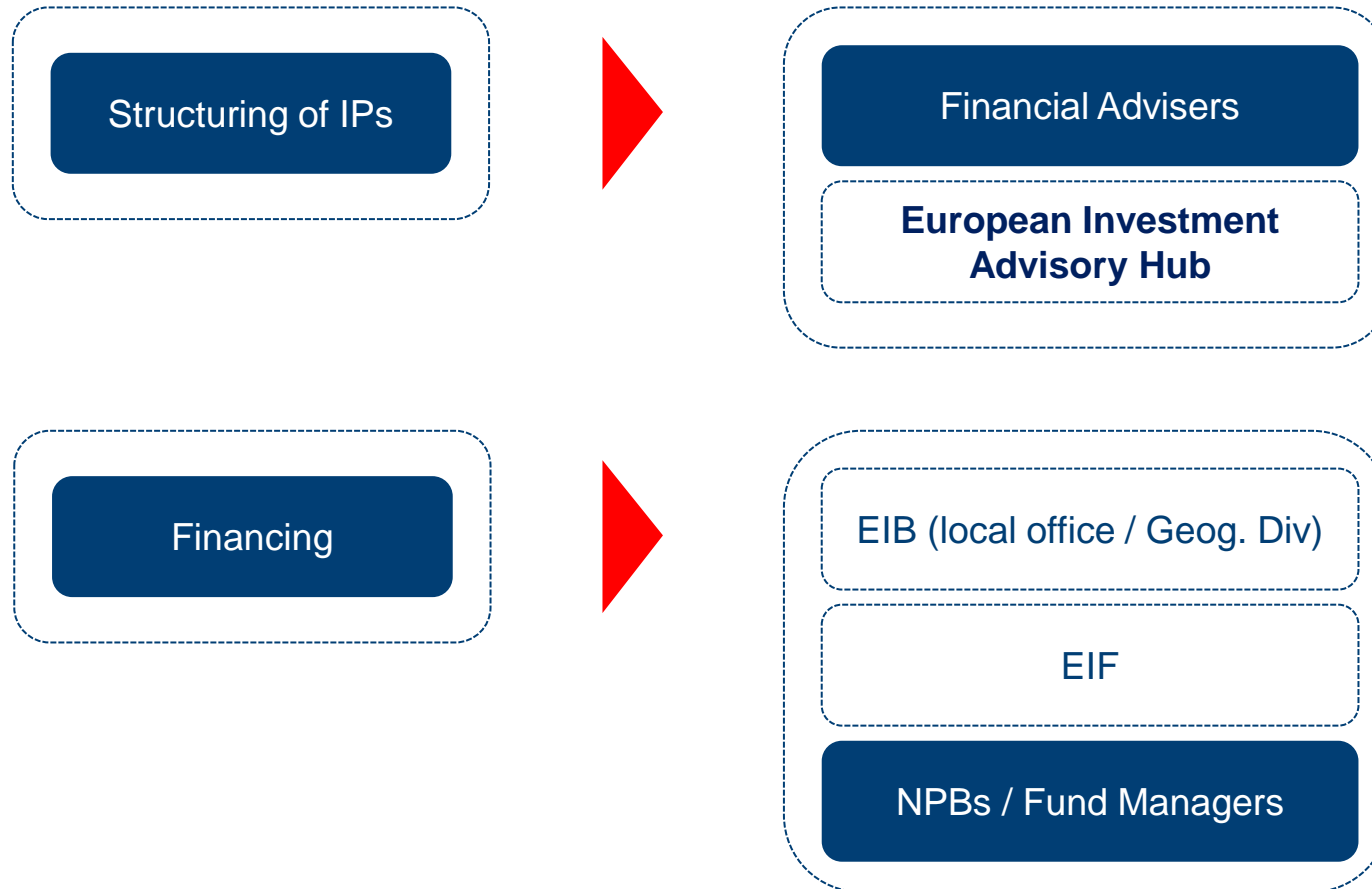 Structuring of IPs
Financial Advisers
European Investment
Advisory Hub
Financing
EIB (local office / Geog. Div)
EIF
NPBs / Fund Managers